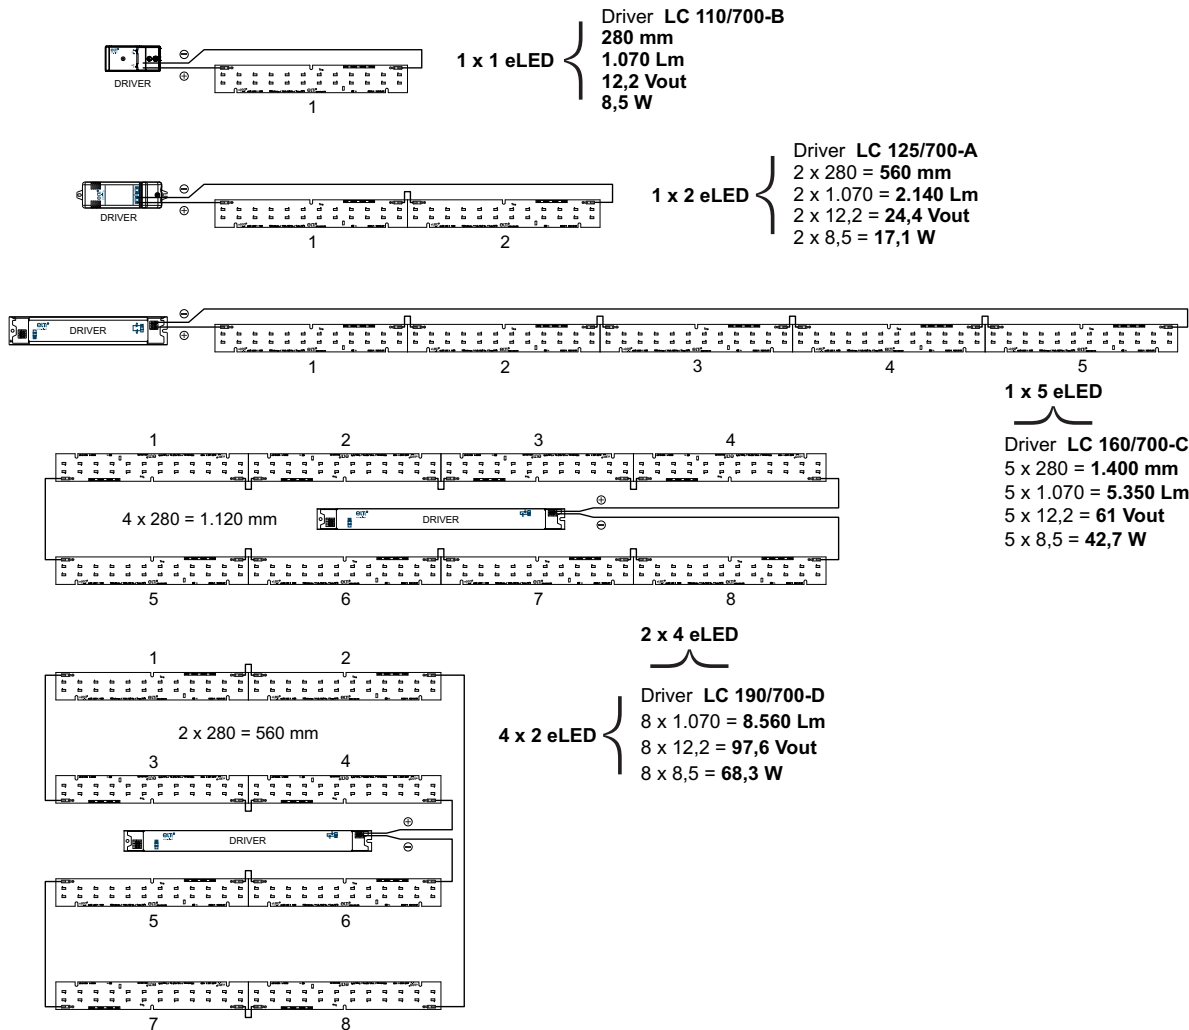 DRIVER
1
1 x 1 eLED
Driver LC 110/700-B
280 mm
1.070 Lm
12,2 Vout
8,5 W
DRIVER
1 2
1 x 2 eLED
Driver LC 125/700-A
2 x 280 = 560 mm
2 x 1.070 = 2.140 Lm
2 x 12,2 = 24,4 Vout
2 x 8,5 = 17,1 W
DRIVER
1 2 3 4 5
1 x 5 eLED
Driver LC 160/700-C
5 x 280 = 1.400 mm
5 x 1.070 = 5.350 Lm
5 x 12,2 = 61 Vout
5 x 8,5 = 42,7 W
1 2 3 4
4 x 280 = 1.120 mm
DRIVER
5 6 7 8
2 x 4 eLED
1 2
2 x 280 = 560 mm
3 4
DRIVER
5 6
7 8
4 x 2 eLED
Driver LC 190/700-D
8 x 1.070 = 8.560 Lm
8 x 12,2 = 97,6 Vout
8 x 8,5 = 68,3 W